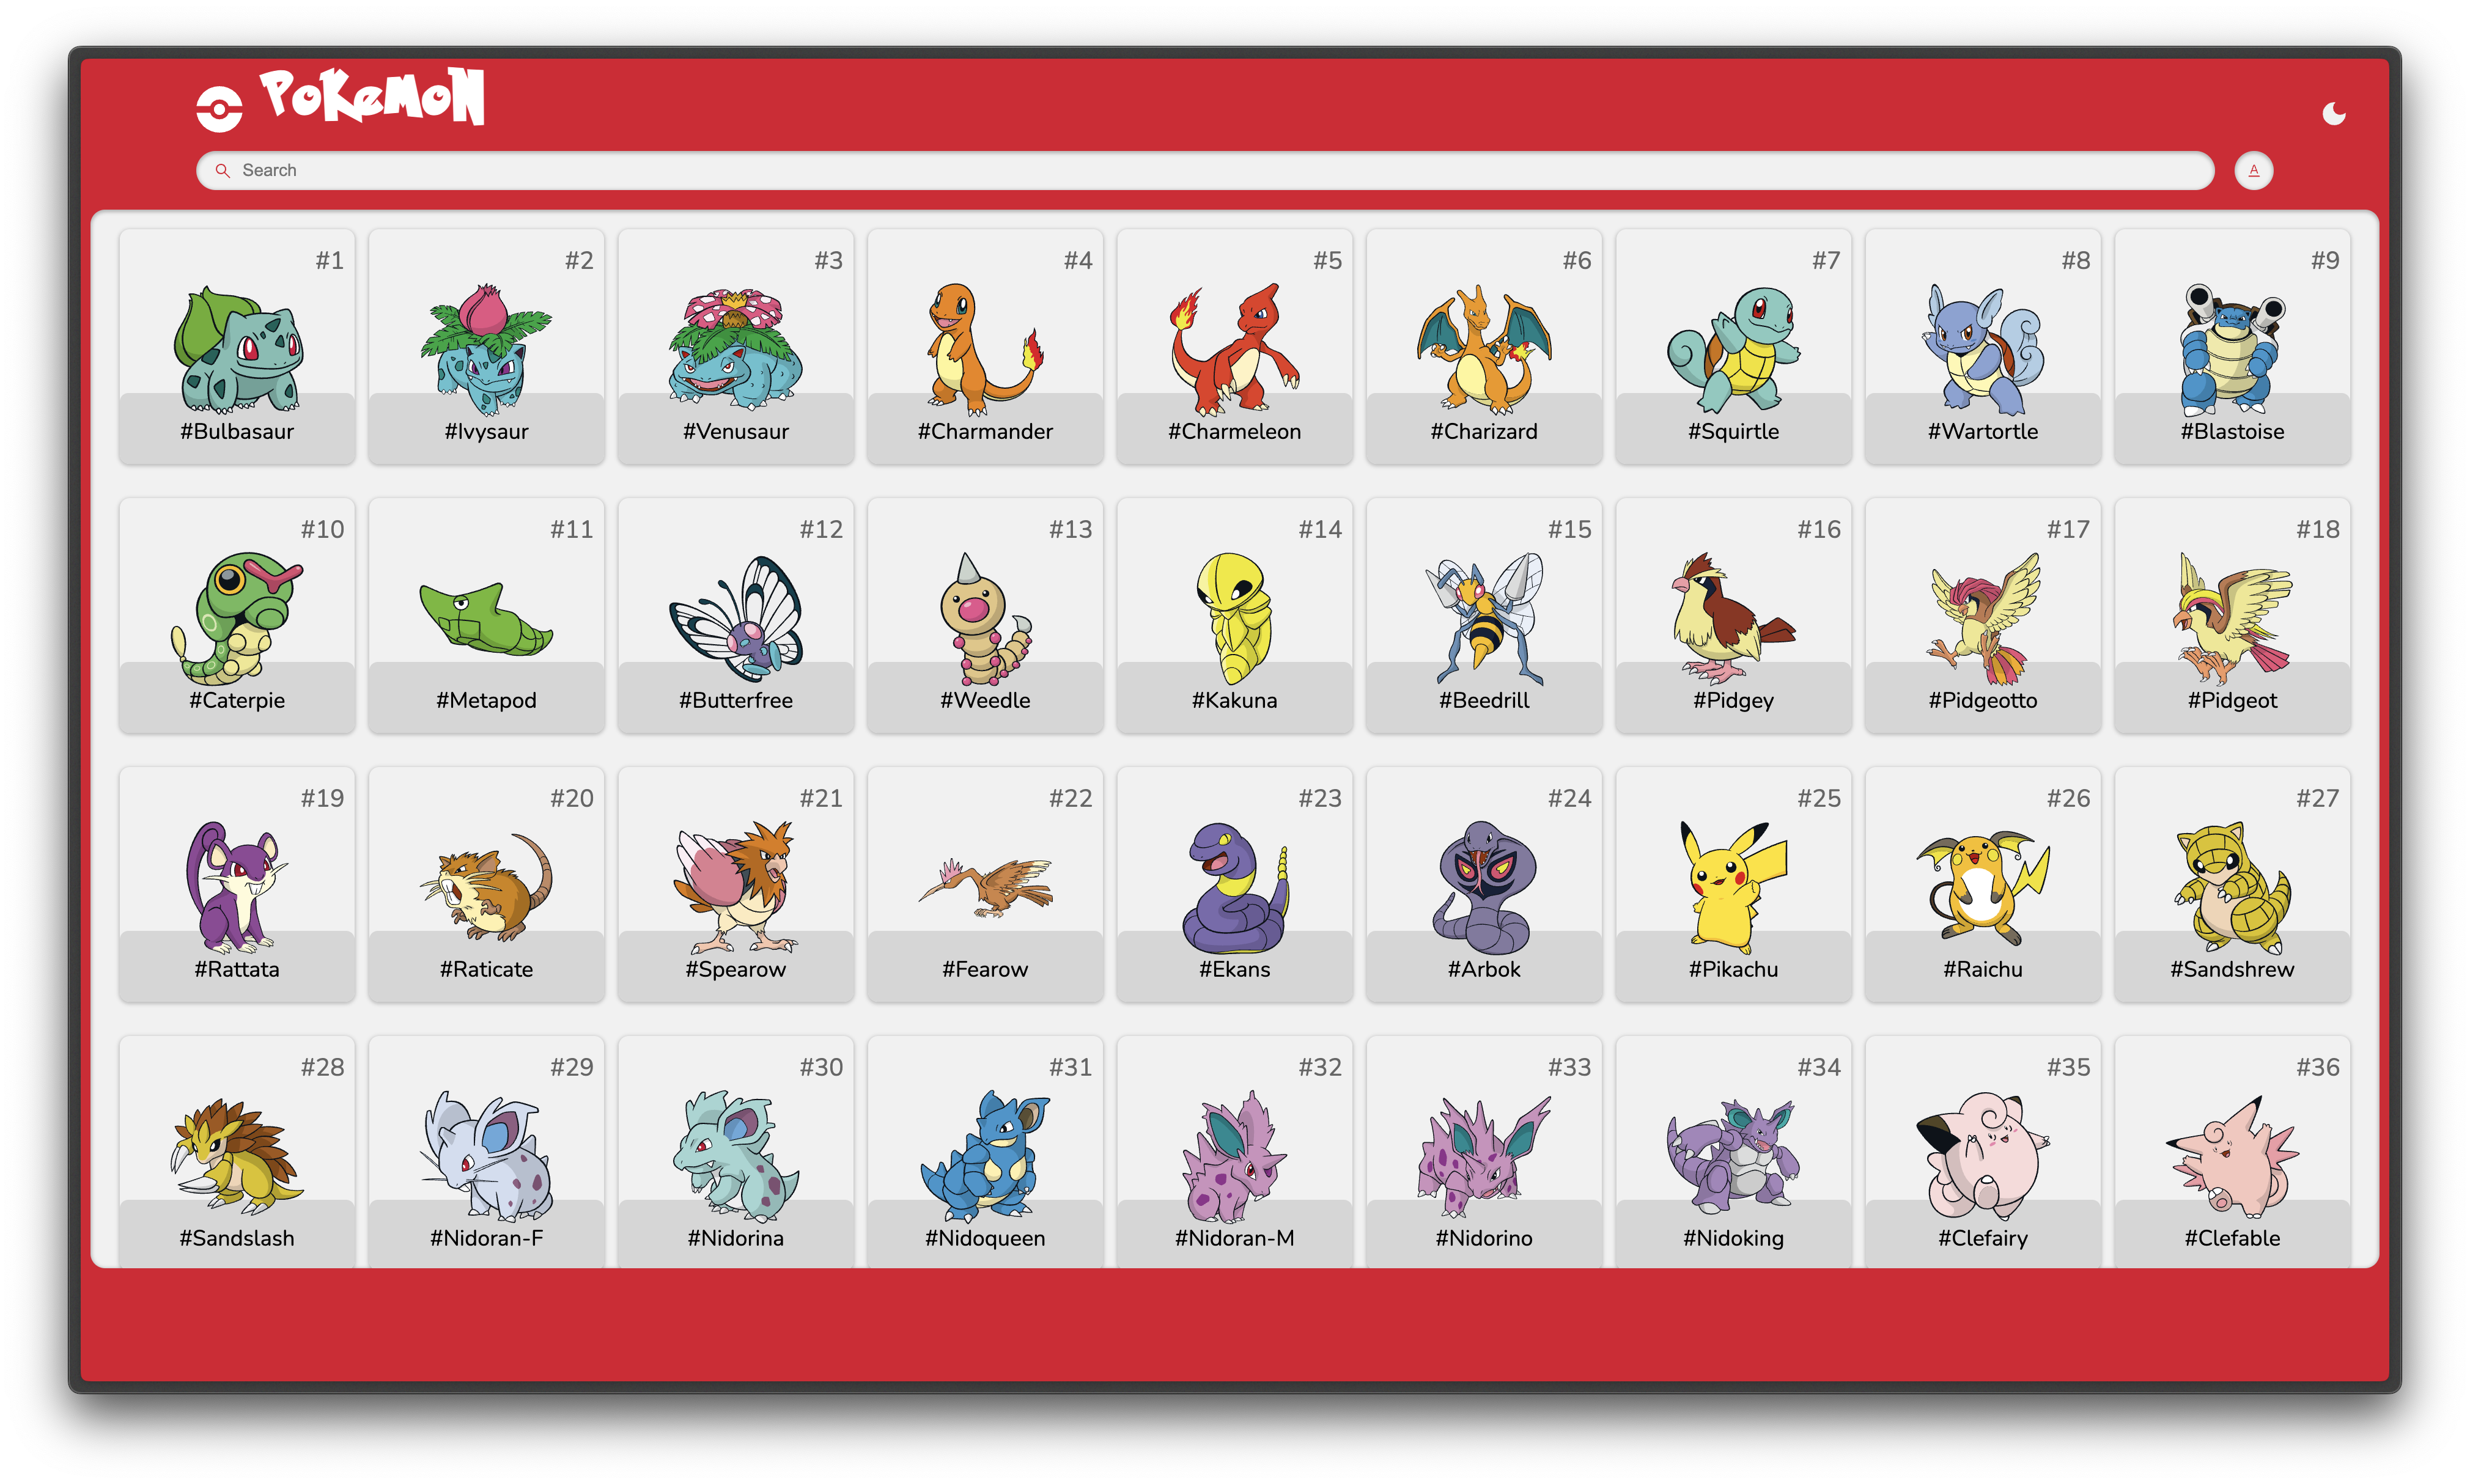 PoKeMoN
Search
A
#1 #2 #3 #4 #5 #6 #7 #8 #9
#Bulbasaur #Ivysaur #Venusaur #Charmander #Charmeleon #Charizard #Squirtle #Wartortle #Blastoise
#10 #11 #12 #13 #14 #15 #16 #17 #18
#Caterpie #Metapod #Butterfree #Weedle #Kakuna #Beedrill #Pidgey #Pidgeotto #Pidgeot
#19 #20 #21 #22 #23 #24 #25 #26 #27
#Rattata #Raticate #Spearow #Fearow #Ekans #Arbok #Pikachu #Raichu #Sandshrew
#28 #29 #30 #31 #32 #33 #34 #35 #36
#Sandslash #Nidoran-F #Nidorina #Nidoqueen #Nidoran-M #Nidorino #Nidoking #Clefairy #Clefable